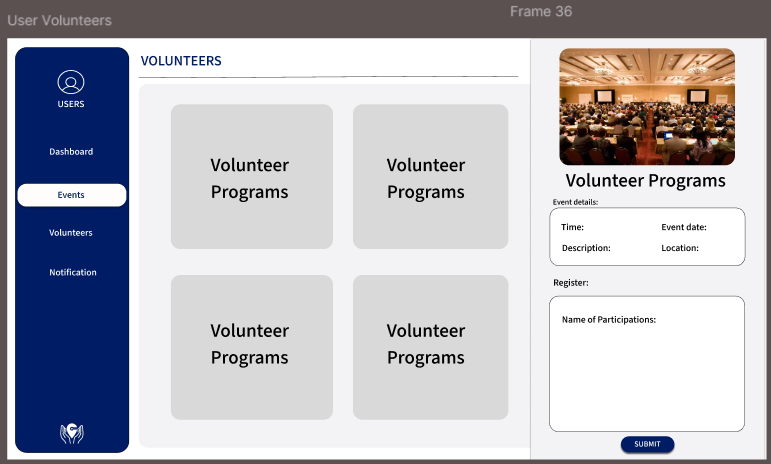 User Volunteers
Frame 36
USERS
Dashboard
Events
Volunteers
Notification
VOLUNTEERS
Volunteer
Programs
Volunteer
Programs
Volunteer
Programs
Volunteer
Programs
Volunteer Programs
Event details:
Time:
Event date:
Description:
Location:
Register:
Name of Participations:
SUBMIT